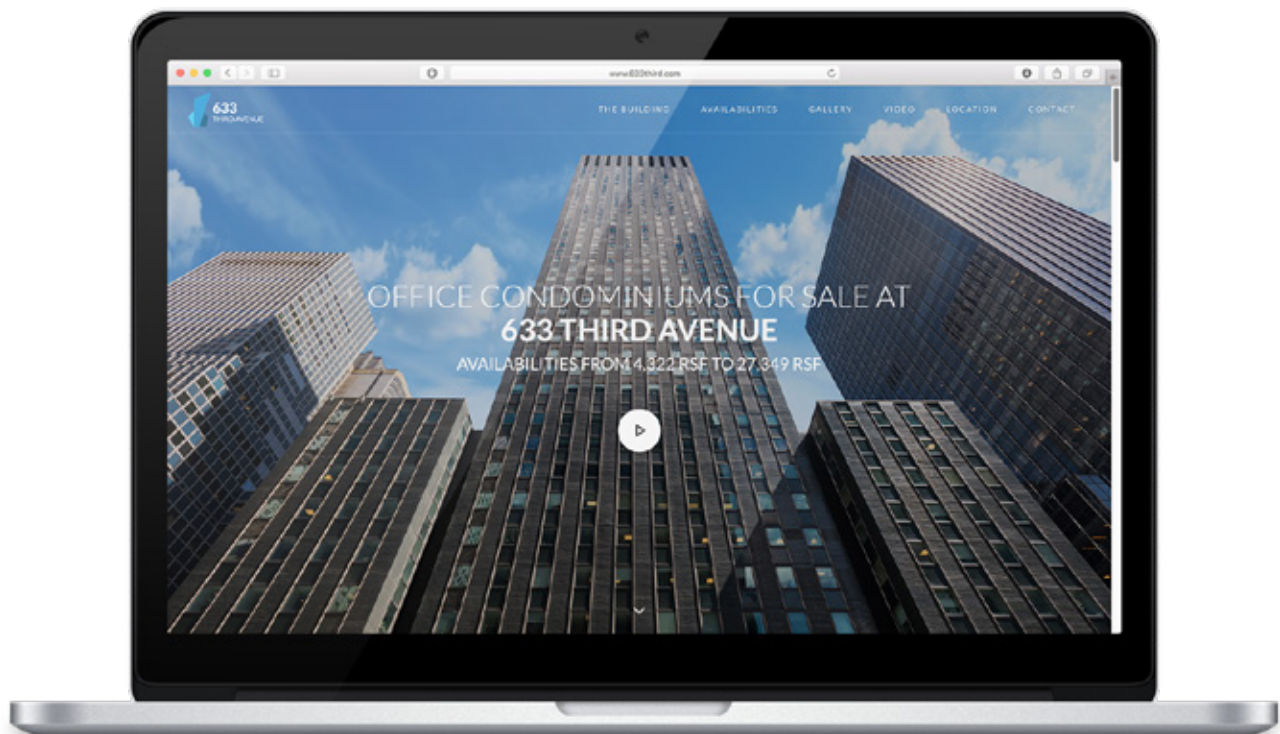 www.633third.com
633
THIRD AVENUE
THE BUILDING AVAILABILITIES GALLERY VIDEO LOCATION CONTACT
OFFICE CONDOMINIUMS FOR SALE AT
633 THIRD AVENUE
AVAILABILITIES FROM 4,322 RSF TO 27,349 RSF